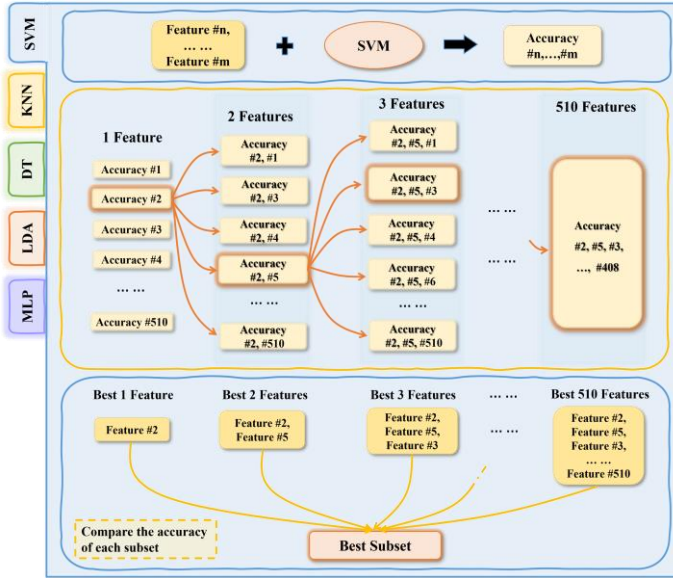 SVM
KNN
DT
LDA
MLP
Feature #n,
... ...
Feature #m
SVM
Accuracy
#n,...,#m
1 Feature
Accuracy #1
Accuracy #2
Accuracy #3
Accuracy #4
... ...
Accuracy #510
2 Features
Accuracy
#2, #1
Accuracy
#2, #3
Accuracy
#2, #4
Accuracy
#2, #5
... ...
Accuracy
#2, #510
3 Features
Accuracy
#2, #5, #1
Accuracy
#2, #5, #3
Accuracy
#2, #5, #4
Accuracy
#2, #5, #6
... ...
Accuracy
#2, #5, #510
... ...
... ...
510 Features
Accuracy
#2, #5, #3,
..., #408
Best 1 Feature
Feature #2
Best 2 Features
Feature #2,
Feature #5
Best 3 Features
Feature #2,
Feature #5,
Feature #3
... ...
... ...
Best 510 Features
Feature #2,
Feature #5,
Feature #3,
... ...
Feature #510
Compare the accuracy
of each subset
Best Subset